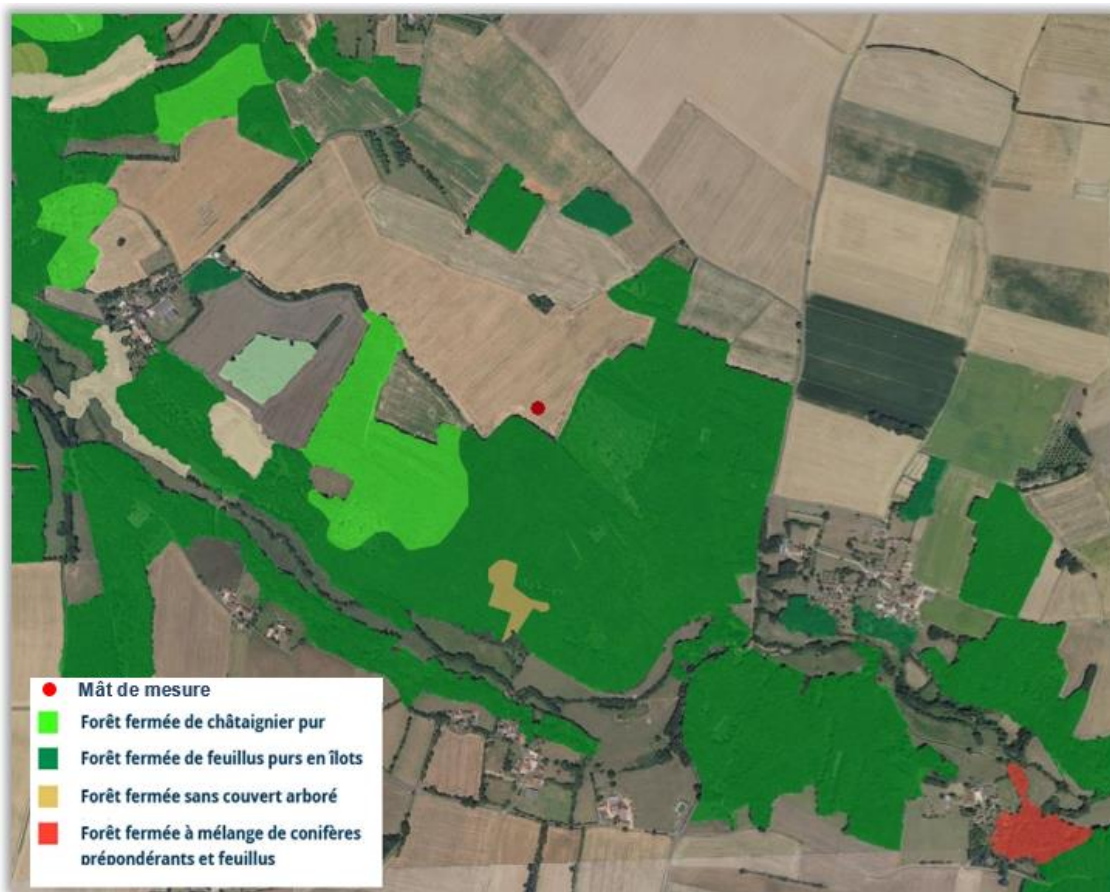 Mât de mesure
Forêt fermée de châtaignier pur
Forêt fermée de feuillus purs en îlots
Forêt fermée sans couvert arboré
Forêt fermée à mélange de conifères
prépondérants et feuillus